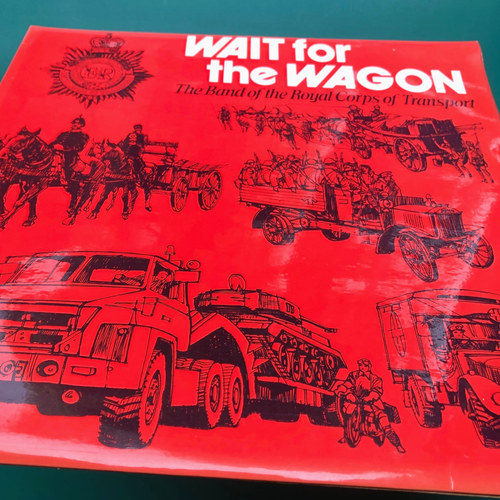 WAIT for
the WAGON
The Band of the Royal Corps of Transport